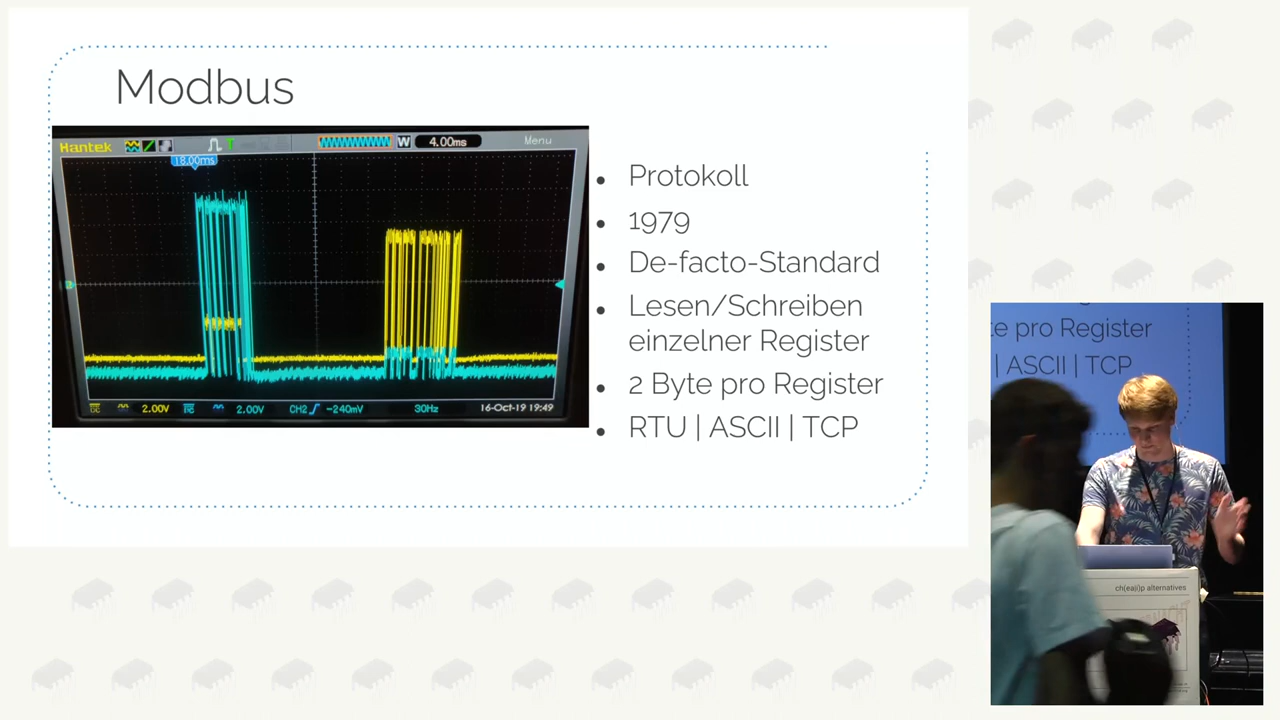 Modbus
Hantek
T
W
4.00ms
Menu
18.00ms
DC
2.00V
DC
2.00V
CH2
-240mV
30Hz
16-Oct-19 19:49
Protokoll
1979
De-facto-Standard
Lesen/Schreiben
einzelner Register
2 Byte pro Register
RTU | ASCII | TCP
te pro Register
| ASCII | TCP
ch(ea|i)p alternatives